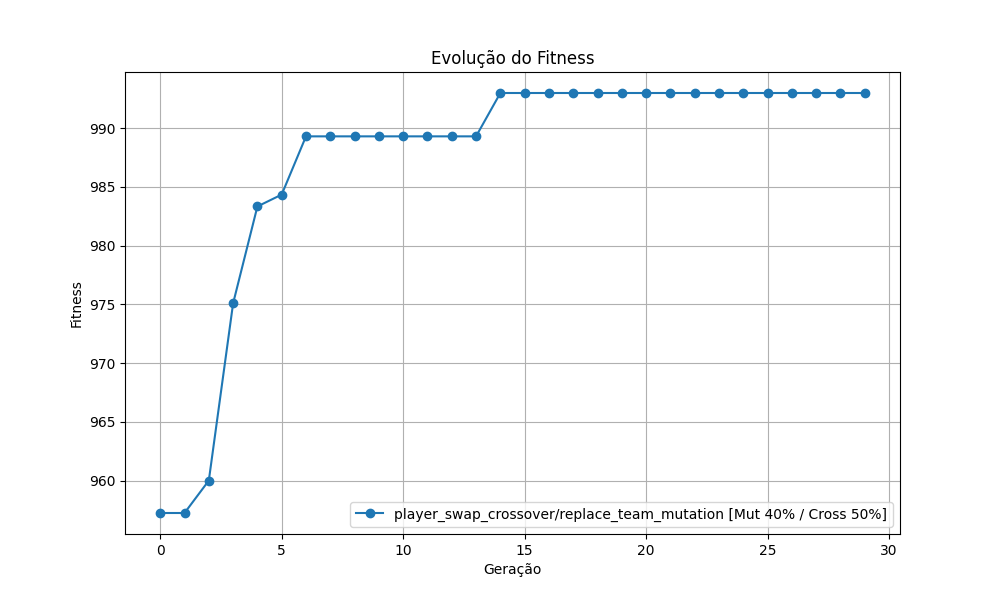 Evolução do Fitness
Fitness
990
985
980
975
970
965
960
player_swap_crossover/replace_team_mutation [Mut 40% / Cross 50%]
0 5 10 15 20 25 30
Geração